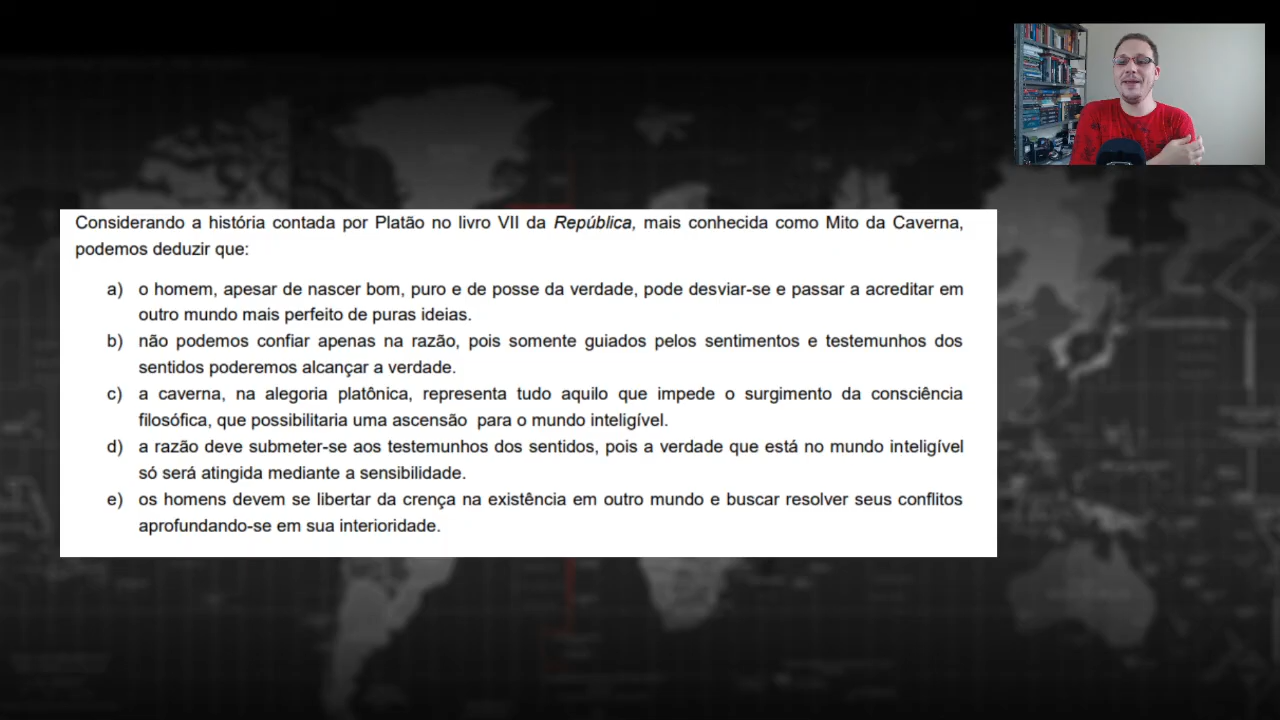 Considerando a história contada por Platão no livro VII da República, mais conhecida como Mito da Caverna,
podemos deduzir que:
a) o homem, apesar de nascer bom, puro e de posse da verdade, pode desviar-se e passar a acreditar em
outro mundo mais perfeito de puras ideias.
b) não podemos confiar apenas na razão, pois somente guiados pelos sentimentos e testemunhos dos
sentidos poderemos alcançar a verdade.
c) a caverna, na alegoria platônica, representa tudo aquilo que impede o surgimento da consciência
filosófica, que possibilitaria uma ascensão para o mundo inteligível.
d) a razão deve submeter-se aos testemunhos dos sentidos, pois a verdade que está no mundo inteligível
só será atingida mediante a sensibilidade.
e) os homens devem se libertar da crença na existência em outro mundo e buscar resolver seus conflitos
aprofundando-se em sua interioridade.